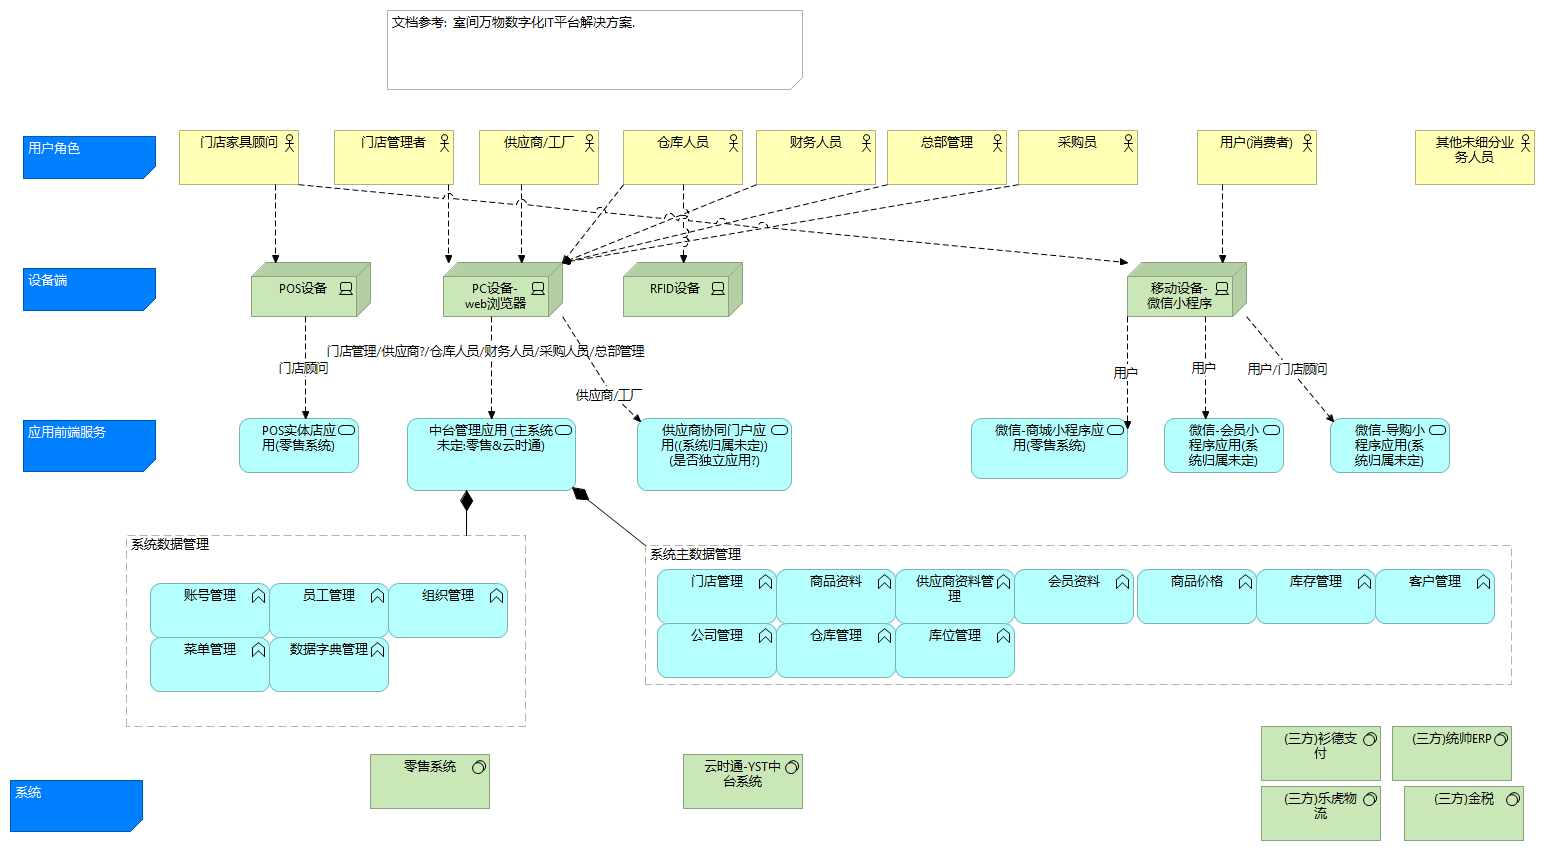 文档参考: 室间万物数字化IT平台解决方案.
用户角色
门店家具顾问
门店管理者
供应商/工厂
仓库人员
财务人员
总部管理
采购员
用户(消费者)
其他未细分业
务人员
设备端
POS设备
PC设备-
web浏览器
RFID设备
移动设备-
微信小程序
门店管理/供应商?/仓库人员/财务人员/采购人员/总部管理
门店顾问
供应商/工厂
用户
用户
用户/门店顾问
应用前端服务
POS实体店应
用(零售系统)
中台管理应用 (主系统
未定:零售&云时通)
供应商协同门户应
用((系统归属未定))
(是否独立应用?)
微信-商城小程序应
用(零售系统)
微信-会员小
程序应用(系
统归属未定)
微信-导购小
程序应用(系
统归属未定)
系统数据管理
账号管理
员工管理
组织管理
菜单管理
数据字典管理
系统主数据管理
门店管理
商品资料
供应商资料管
理
会员资料
商品价格
库存管理
客户管理
公司管理
仓库管理
库位管理
系统
零售系统
云时通-YST中
台系统
(三方)衫德支
付
(三方)统帅ERP
(三方)乐虎物
流
(三方)金税